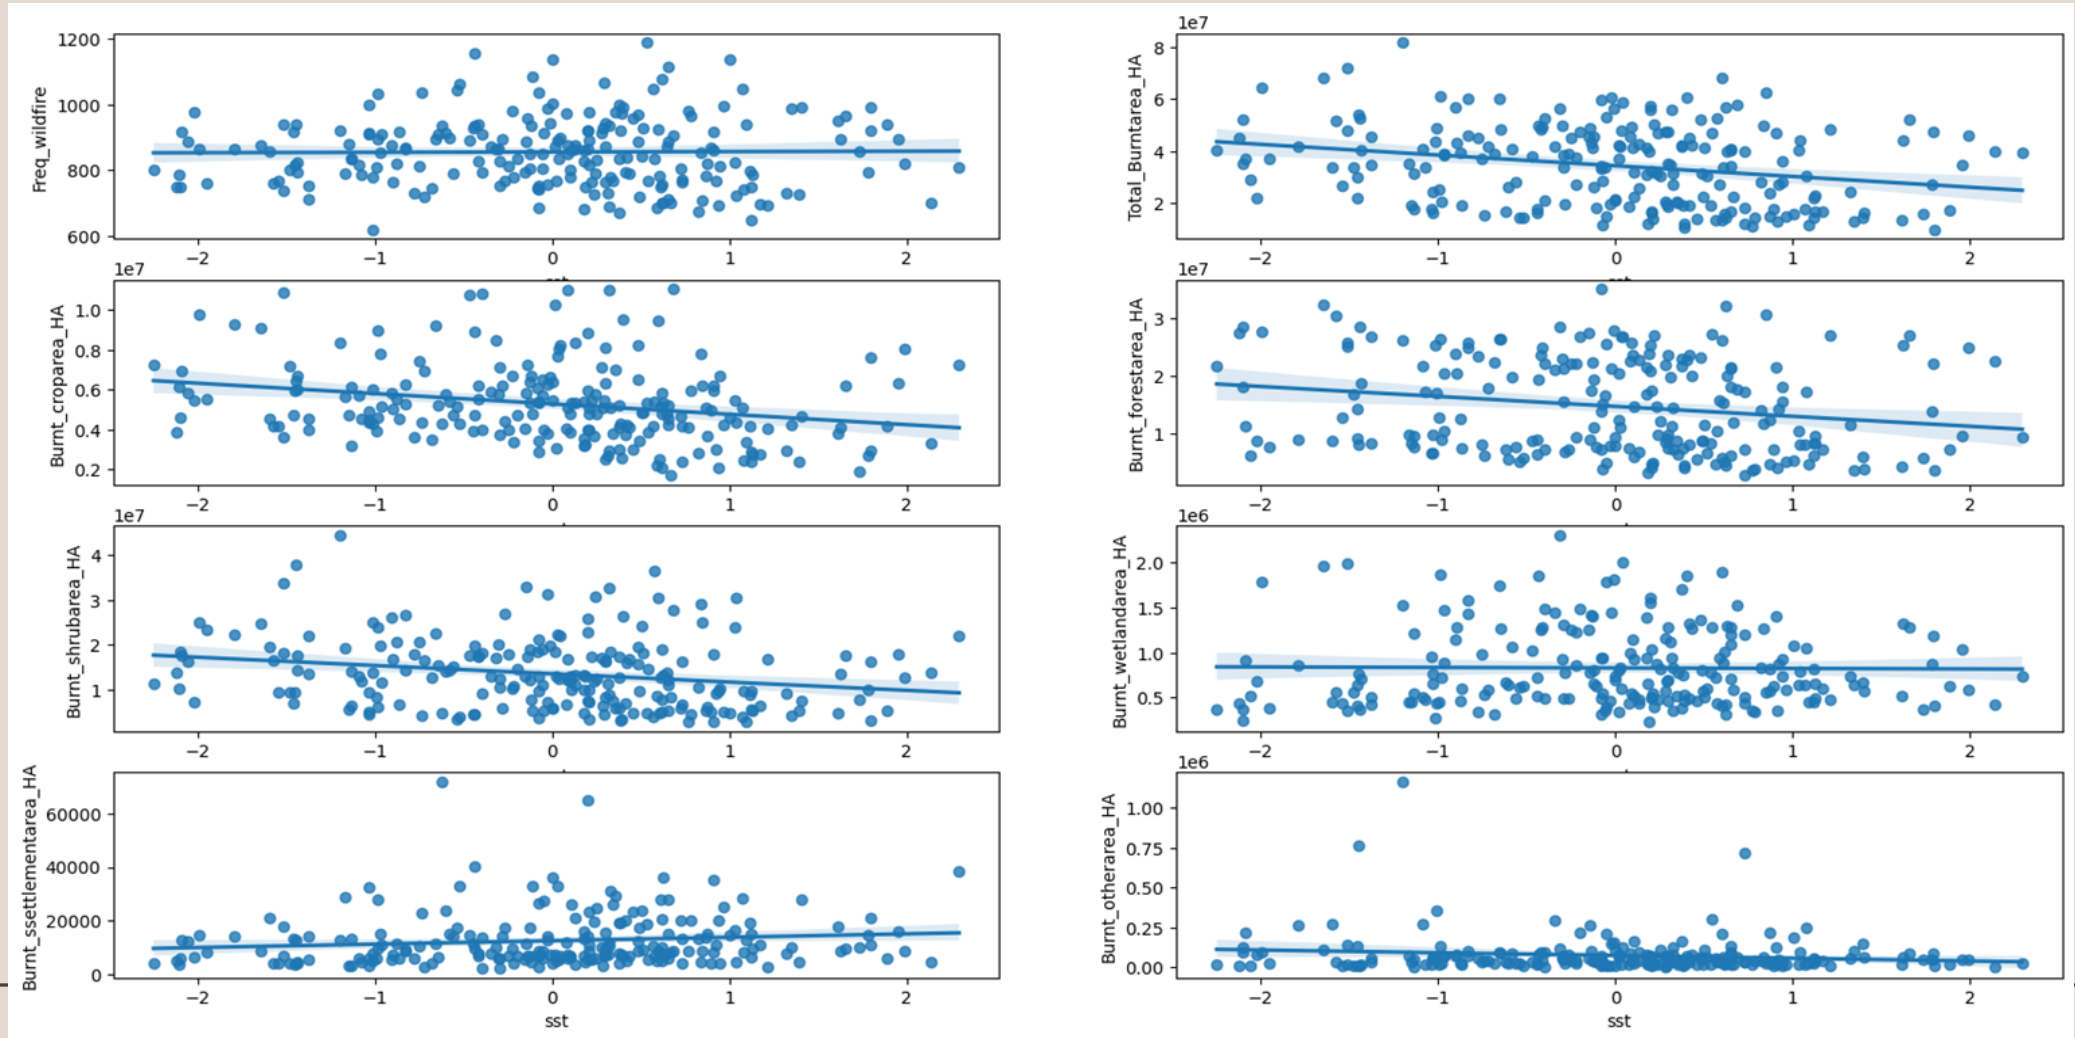 Freq_wildfire
1200
1000
800
600
−2 −1 0 1 2
1e7
Total_Burntarea_HA
8
6
4
2
−2 −1 0 1 2
1e7
Burnt_croparea_HA
1.0
0.8
0.6
0.4
0.2
−2 −1 0 1 2
1e7
Burnt_forestarea_HA
3
2
1
−2 −1 0 1 2
1e7
Burnt_shrubarea_HA
4
3
2
1
−2 −1 0 1 2
1e6
Burnt_wetlandarea_HA
2.0
1.5
1.0
0.5
−2 −1 0 1 2
Burnt_ssettlementarea_HA
60000
40000
20000
0
−2 −1 0 1 2
sst
1e6
Burnt_otherarea_HA
1.00
0.75
0.50
0.25
0.00
−2 −1 0 1 2
sst